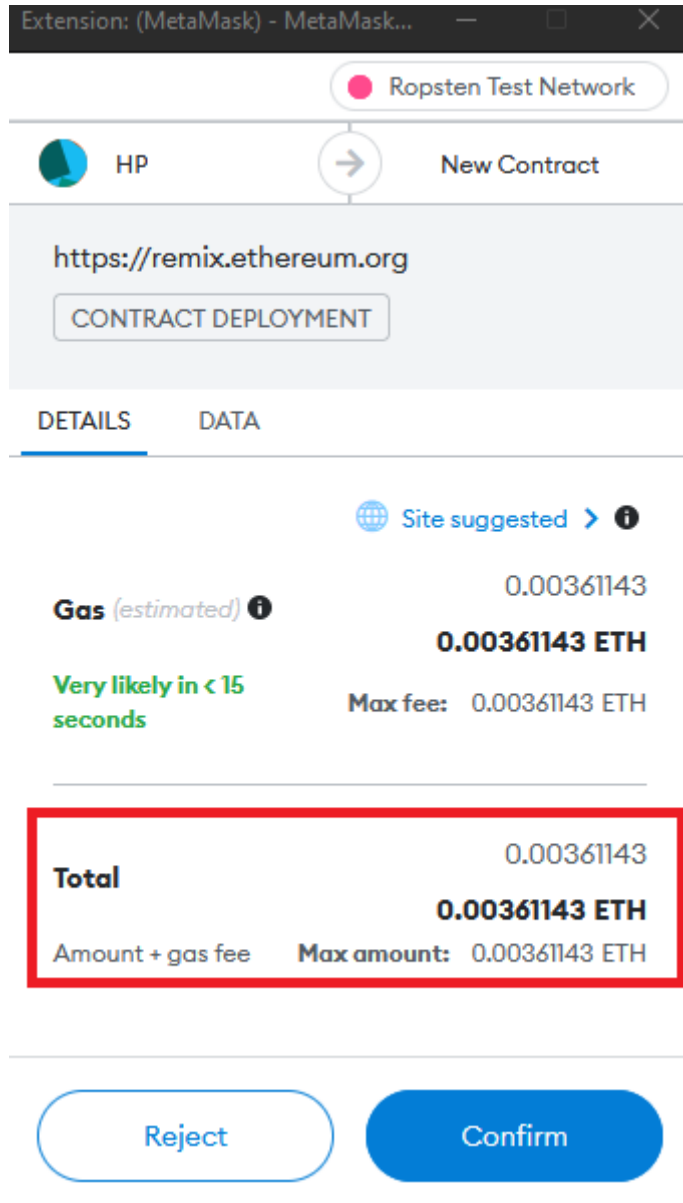 Extension: (MetaMask) - MetaMask...
Ropsten Test Network
HP
New Contract
https://remix.ethereum.org
CONTRACT DEPLOYMENT
DETAILS DATA
Site suggested
0.00361143
Gas (estimated)
0.00361143 ETH
Very likely in < 15
seconds
Max fee: 0.00361143 ETH
0.00361143
Total
0.00361143 ETH
Amount + gas fee Max amount: 0.00361143 ETH
Reject Confirm